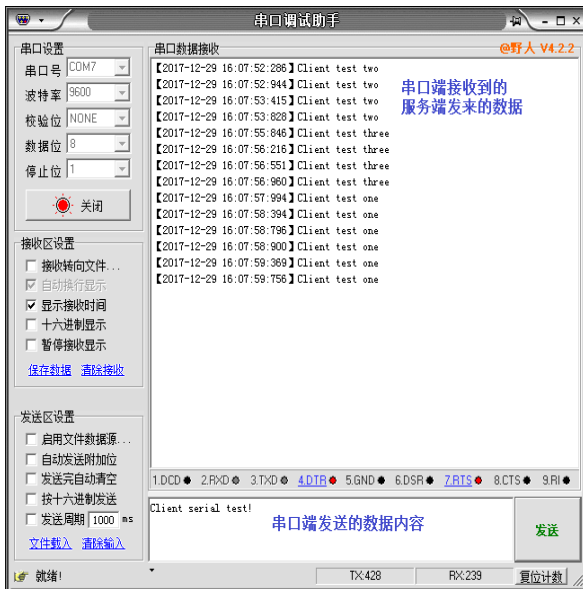 串口调试助手
串口设置
串口号 COM7
波特率 9600
校验位 NONE
数据位 8
停止位 1
关闭
接收区设置
接收转向文件...
自动换行显示
显示接收时间
十六进制显示
暂停接收显示
保存数据 清除接收
发送区设置
启用文件数据源...
自动发送附加位
发送完自动清空
按十六进制发送
发送周期 1000 ms
文件载入 清除输入
串口数据接收
@野人 V4.2.2
【2017-12-29 16:07:52:286】Client test two
【2017-12-29 16:07:52:944】Client test two
【2017-12-29 16:07:53:415】Client test two
【2017-12-29 16:07:53:828】Client test two
【2017-12-29 16:07:55:846】Client test three
【2017-12-29 16:07:56:216】Client test three
【2017-12-29 16:07:56:551】Client test three
【2017-12-29 16:07:56:960】Client test three
【2017-12-29 16:07:57:994】Client test one
【2017-12-29 16:07:58:394】Client test one
【2017-12-29 16:07:58:796】Client test one
【2017-12-29 16:07:58:900】Client test one
【2017-12-29 16:07:59:369】Client test one
【2017-12-29 16:07:59:756】Client test one
串口端接收到的
服务端发来的数据
1.DCD 2.RXD 3.TXD 4.DTR 5.GND 6.DSR 7.RTS 8.CTS 9.RI
Client serial test!
串口端发送的数据内容
发送
就绪! TX:428 RX:239 复位计数